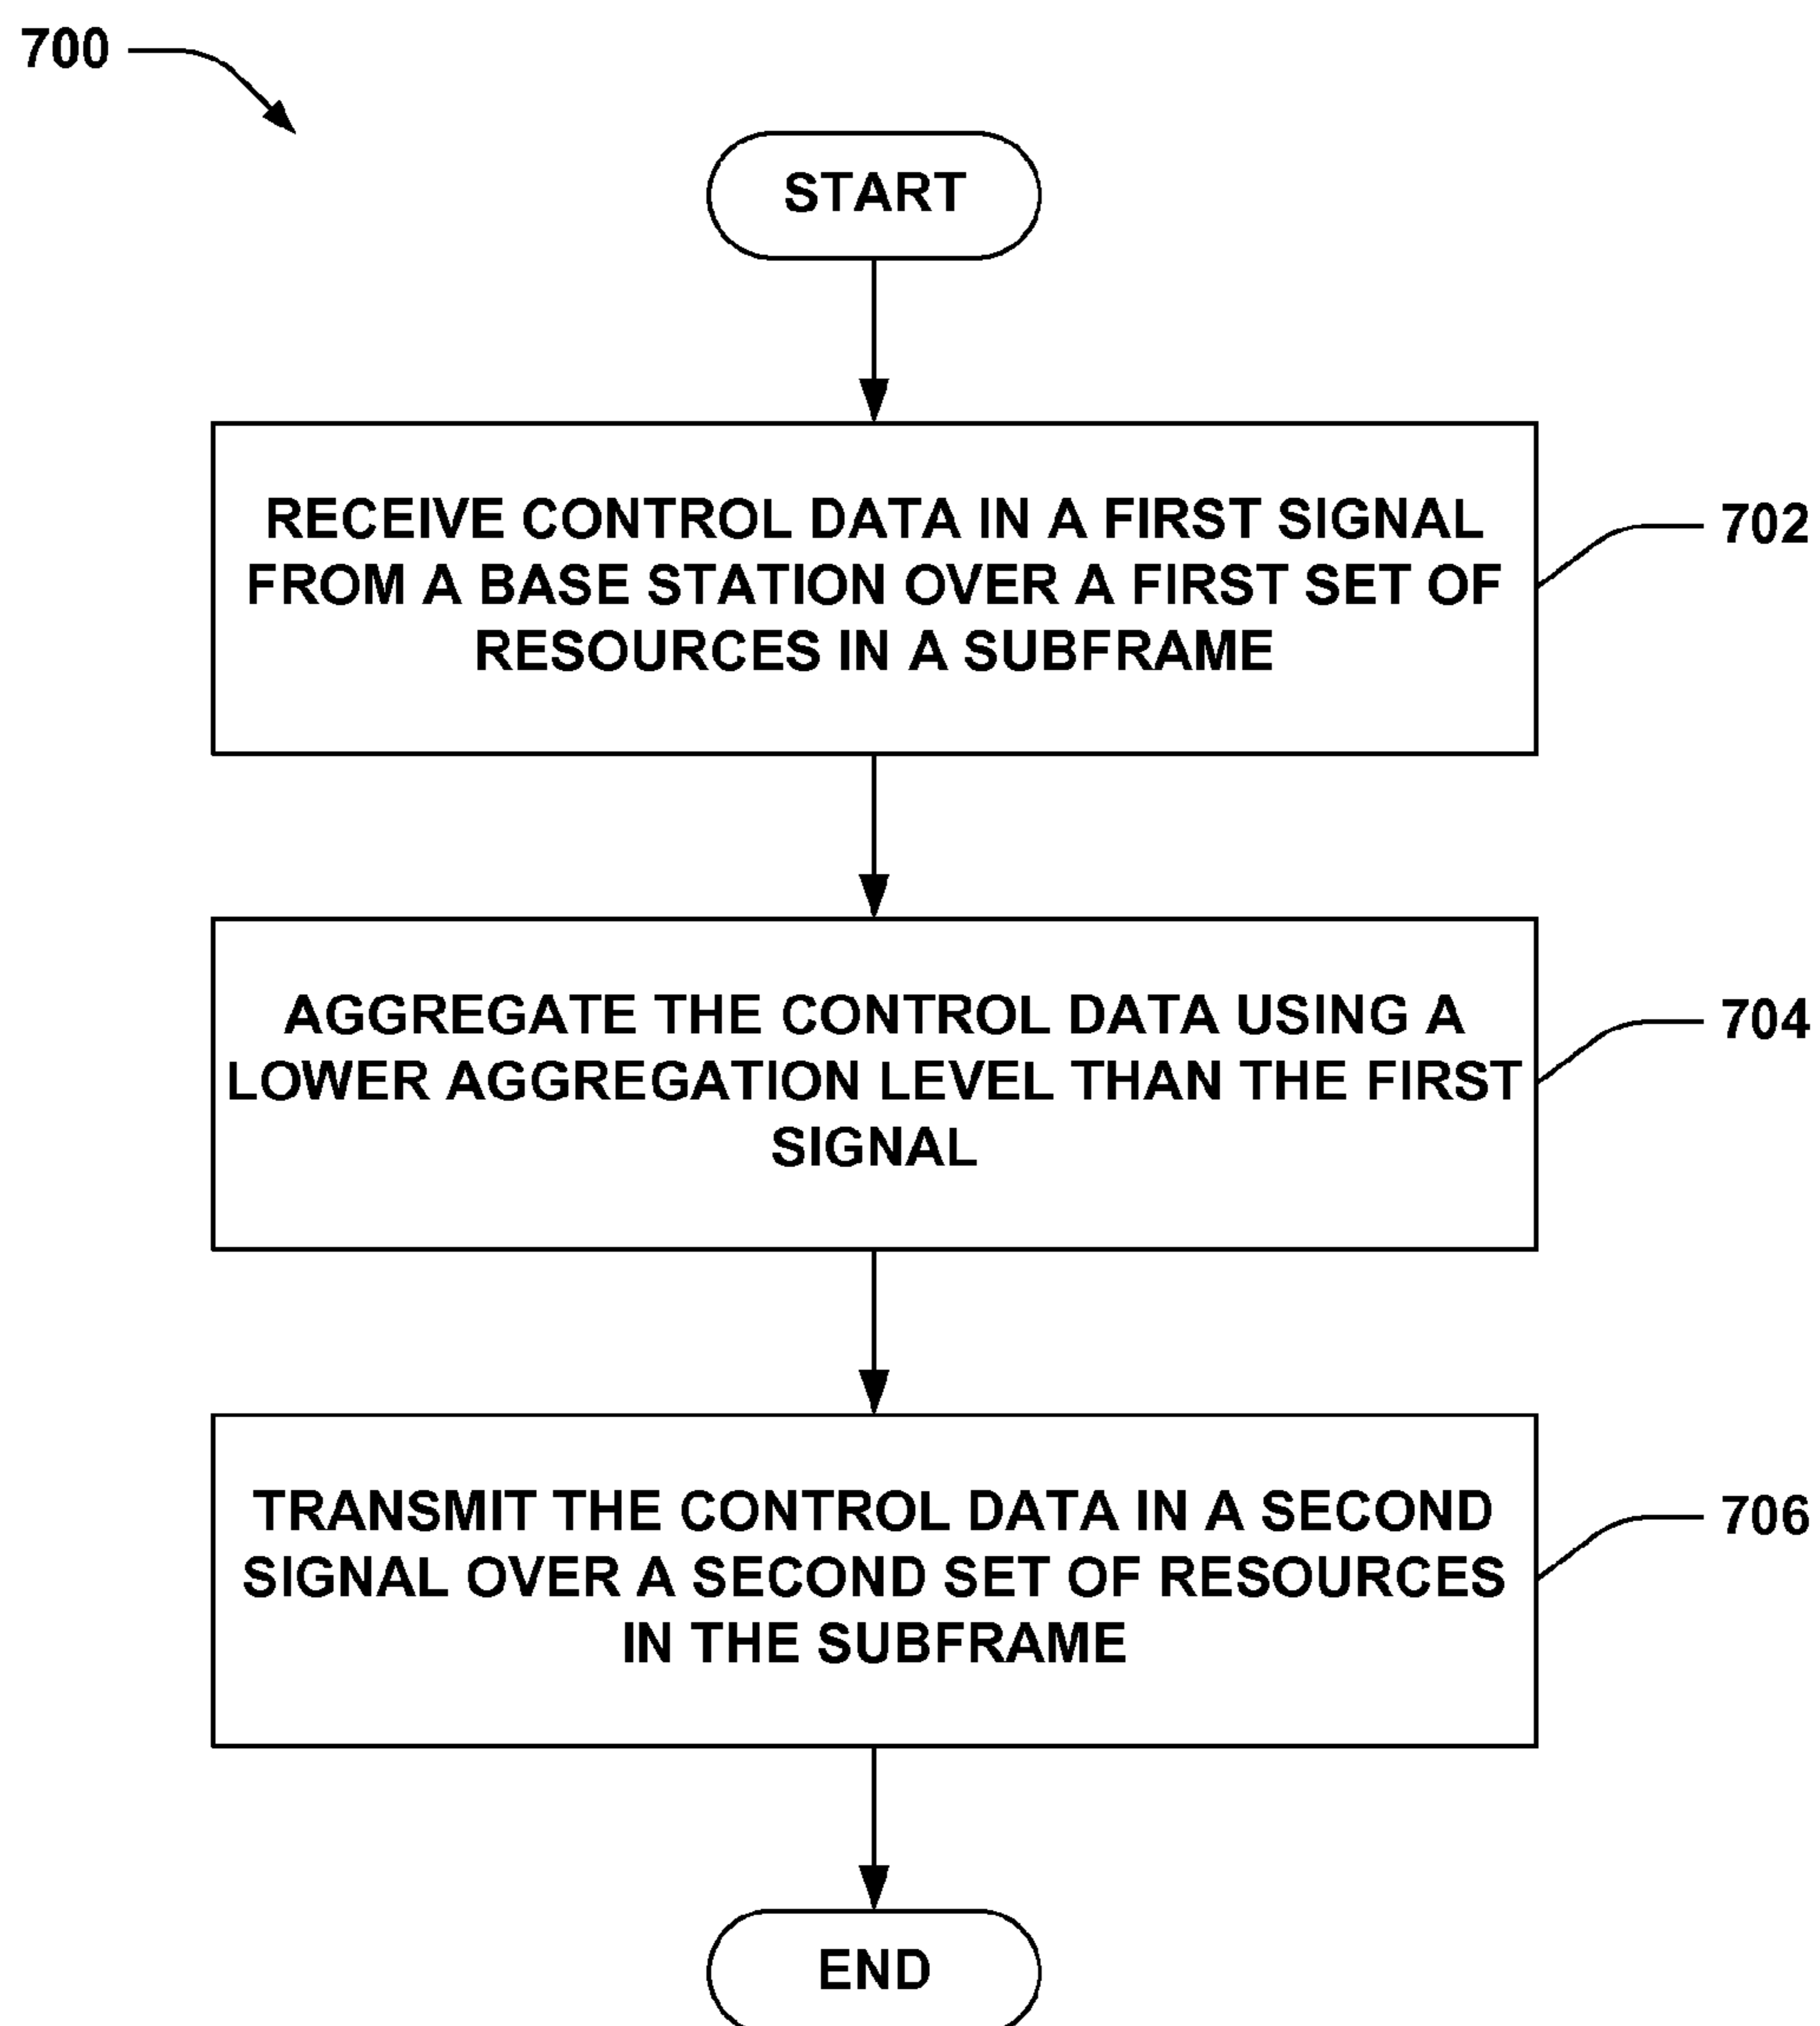 700
START
RECEIVE CONTROL DATA IN A FIRST SIGNAL
FROM A BASE STATION OVER A FIRST SET OF
RESOURCES IN A SUBFRAME
702
AGGREGATE THE CONTROL DATA USING A
LOWER AGGREGATION LEVEL THAN THE FIRST
SIGNAL
704
TRANSMIT THE CONTROL DATA IN A SECOND
SIGNAL OVER A SECOND SET OF RESOURCES
IN THE SUBFRAME
706
END